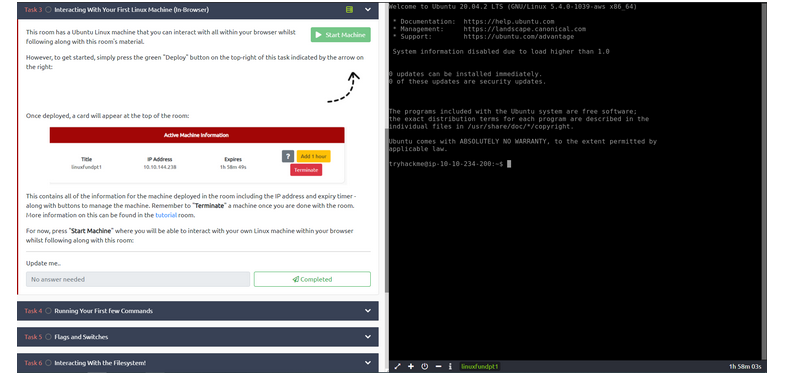 Task 3 Interacting With Your First Linux Machine (In-Browser)
This room has a Ubuntu Linux machine that you can interact with all within your browser whilst
following along with this room's material.
Start Machine
However, to get started, simply press the green "Deploy" button on the top-right of this task indicated by the arrow on
the right:
Once deployed, a card will appear at the top of the room:
Active Machine Information
Title
linuxfundpt1
IP Address
10.10.144.238
Expires
1h 58m 49s
?
Add 1 hour
Terminate
This contains all of the information for the machine deployed in the room including the IP address and expiry timer -
along with buttons to manage the machine. Remember to "Terminate" a machine once you are done with the room.
More information on this can be found in the tutorial room.
For now, press "Start Machine" where you will be able to interact with your own Linux machine within your browser
whilst following along with this room:
Update me..
No answer needed
Completed
Task 4 Running Your First few Commands
Task 5 Flags and Switches
Task 6 Interacting With the Filesystem!
Welcome to Ubuntu 20.04.2 LTS (GNU/Linux 5.4.0-1039-aws x86_64)
* Documentation: https://help.ubuntu.com
* Management: https://landscape.canonical.com
* Support: https://ubuntu.com/advantage
System information disabled due to load higher than 1.0
0 updates can be installed immediately.
0 of these updates are security updates.
The programs included with the Ubuntu system are free software;
the exact distribution terms for each program are described in the
individual files in /usr/share/doc/*/copyright.
Ubuntu comes with ABSOLUTELY NO WARRANTY, to the extent permitted by
applicable law.
tryhackme@ip-10-10-234-200:~$
linuxfundpt1
1h 58m 03s